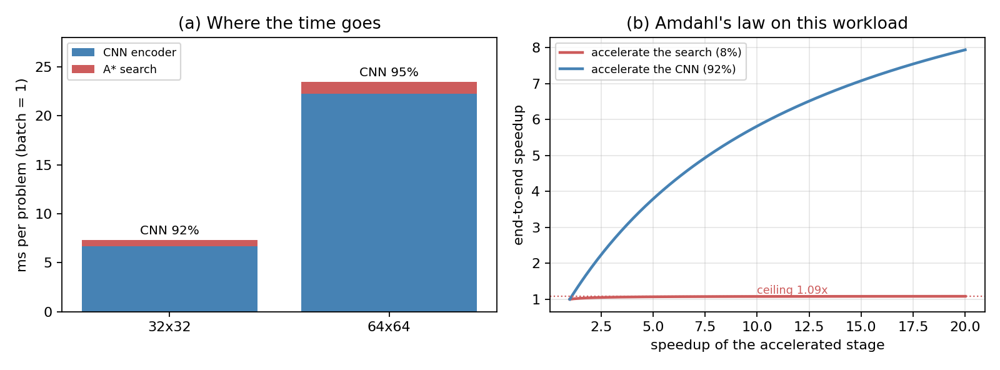 (a) Where the time goes
CNN encoder
A* search
CNN 92%
CNN 95%
ms per problem (batch = 1)
25
20
15
10
5
0
32x32
64x64
(b) Amdahl's law on this workload
accelerate the search (8%)
accelerate the CNN (92%)
ceiling 1.09x
end-to-end speedup
8
7
6
5
4
3
2
1
2.5 5.0 7.5 10.0 12.5 15.0 17.5 20.0
speedup of the accelerated stage